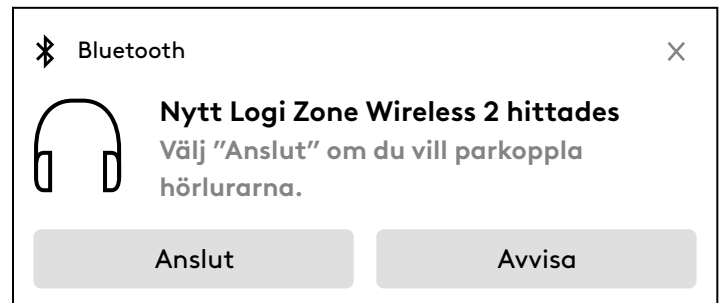 Bluetooth
Nytt Logi Zone Wireless 2 hittades
Välj ”Anslut” om du vill parkoppla
hörlurarna.
Anslut
Avvisa